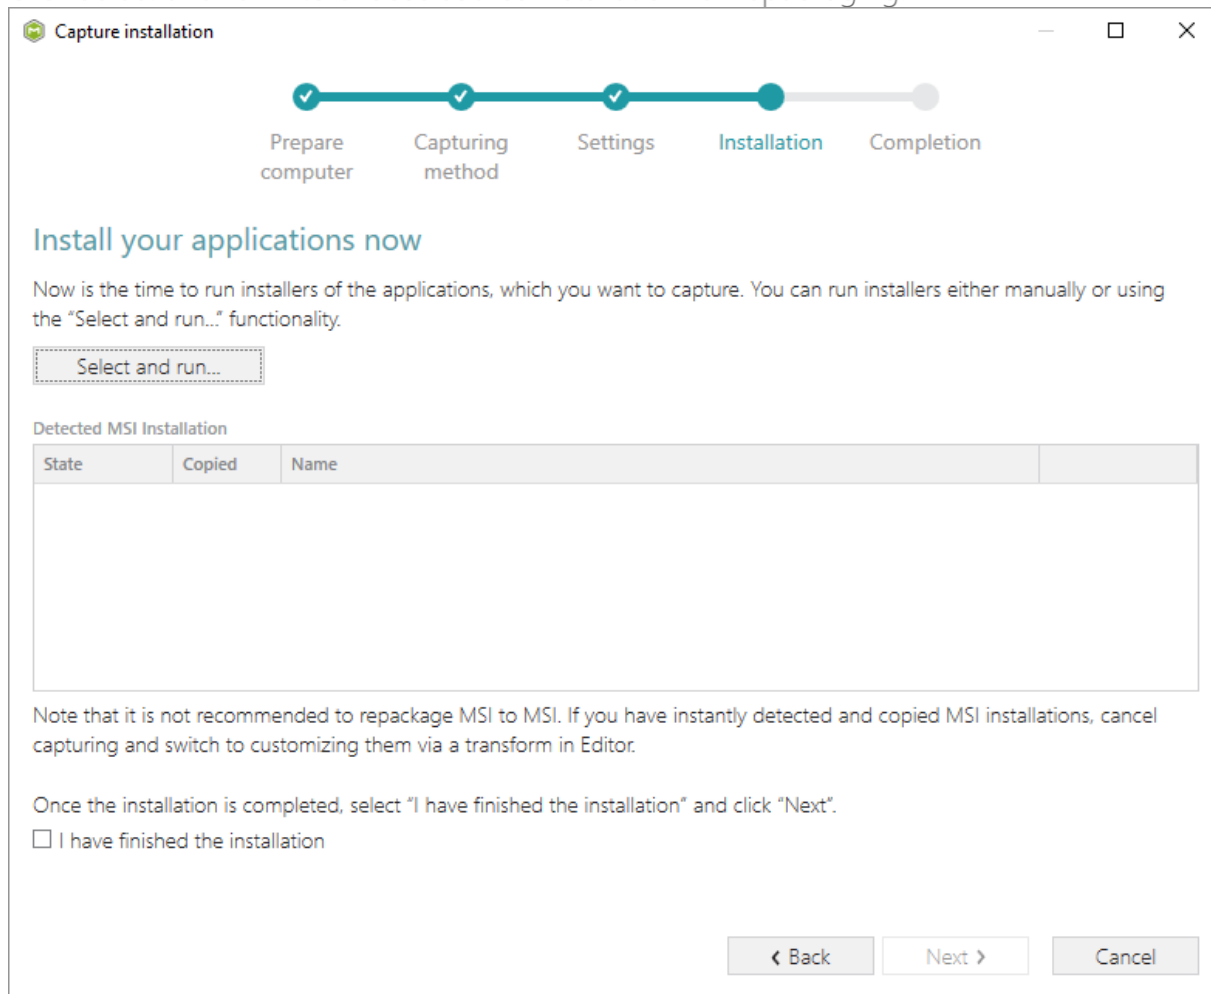 Capture installation
Prepare computer
Capturing method
Settings
Installation
Completion
Install your applications now
Now is the time to run installers of the applications, which you want to capture. You can run installers either manually or using
the “Select and run...” functionality.
Select and run...
Detected MSI Installation
State Copied Name
Note that it is not recommended to repackage MSI to MSI. If you have instantly detected and copied MSI installations, cancel
capturing and switch to customizing them via a transform in Editor.
Once the installation is completed, select “I have finished the installation” and click “Next”.
I have finished the installation
Back Next Cancel